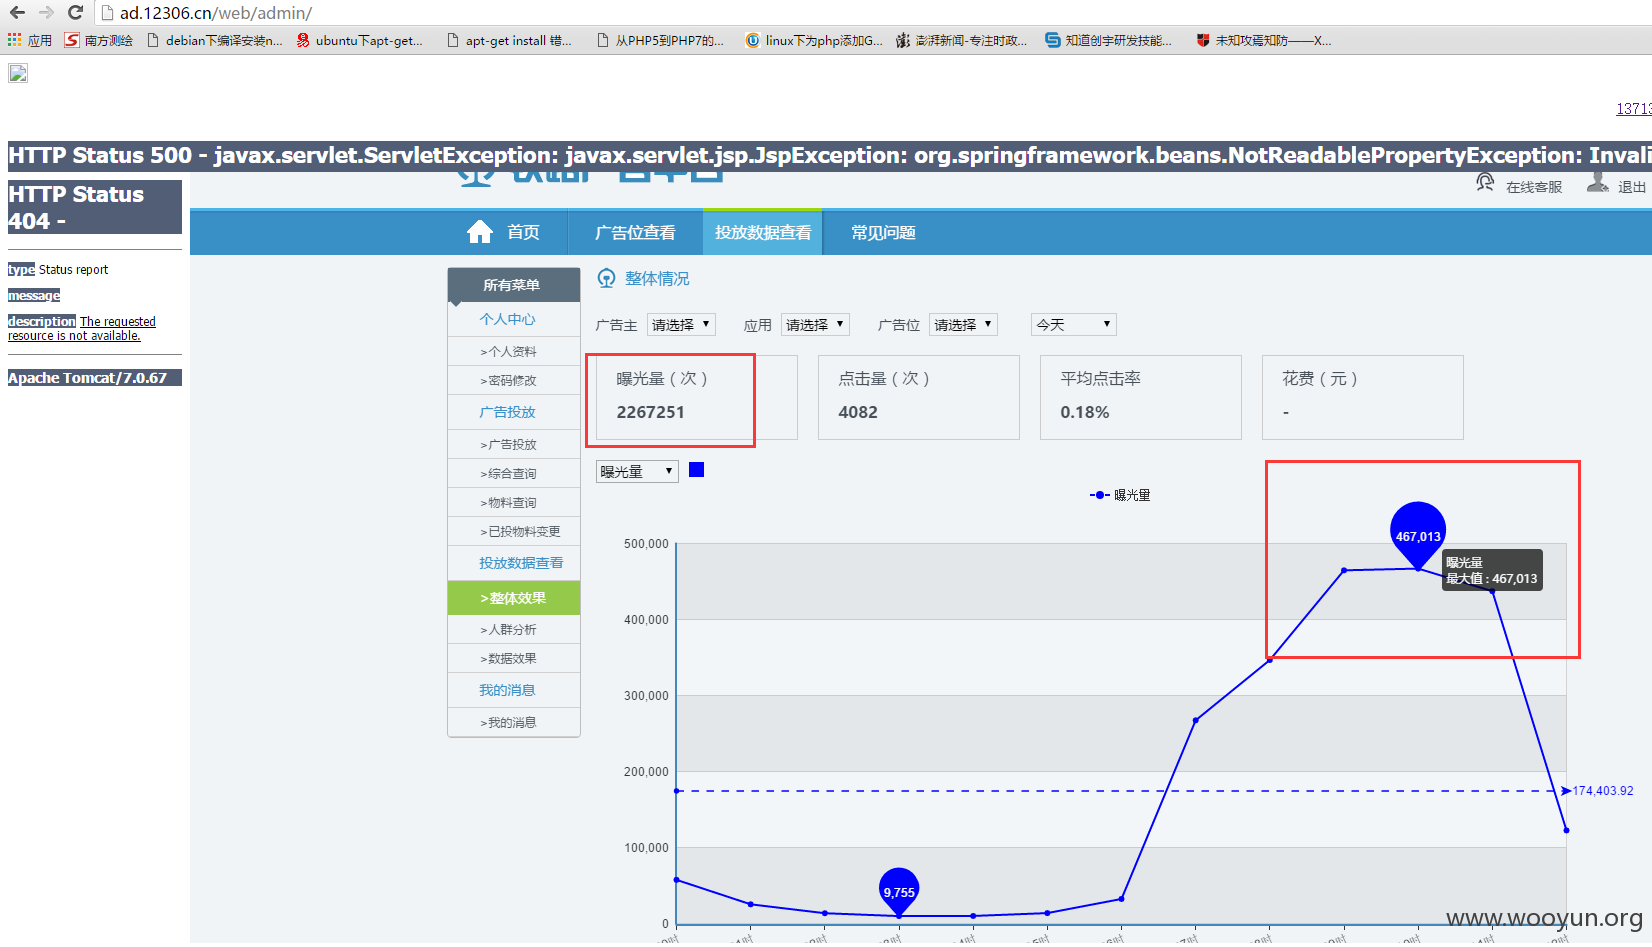 ad.12306.cn/web/admin/
应用 南方测绘 debian下编译安装n... ubuntu下apt-get... apt-get install 错... 从PHP5到PHP7的... linux下为php添加G... 澎湃新闻-专注时政... 知道创宇研发技能... 未知攻焉知防——X...
13713
HTTP Status 500 - javax.servlet.ServletException: javax.servlet.jsp.JspException: org.springframework.beans.NotReadablePropertyException: Invali
HTTP Status
404 -
在线客服 退出
首页 广告位查看 投放数据查看 常见问题
type Status report
message
description The requested
resource is not available.
Apache Tomcat/7.0.67
所有菜单
个人中心
>个人资料
>密码修改
广告投放
>广告投放
>综合查询
>物料查询
>已投物料变更
投放数据查看
>整体效果
>人群分析
>数据效果
我的消息
>我的消息
整体情况
广告主 请选择 应用 请选择 广告位 请选择 今天
曝光量（次） 点击量（次） 平均点击率 花费（元）
2267251 4082 0.18% -
曝光量
曝光量
467,013
曝光量
最大值 : 467,013
500,000
400,000
300,000
200,000
174,403.92
100,000
9,755
0
www.wooyun.org